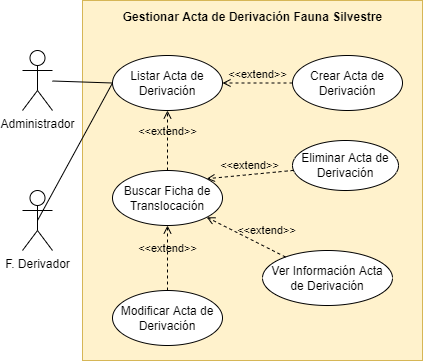 Gestionar Acta de Derivación Fauna Silvestre
Listar Acta de
Derivación
<<extend>>
Crear Acta de
Derivación
Administrador
<<extend>>
Eliminar Acta de
Derivación
<<extend>>
Buscar Ficha de
Translocación
F. Derivador
<<extend>>
<<extend>>
Ver Información Acta
de Derivación
Modificar Acta de
Derivación